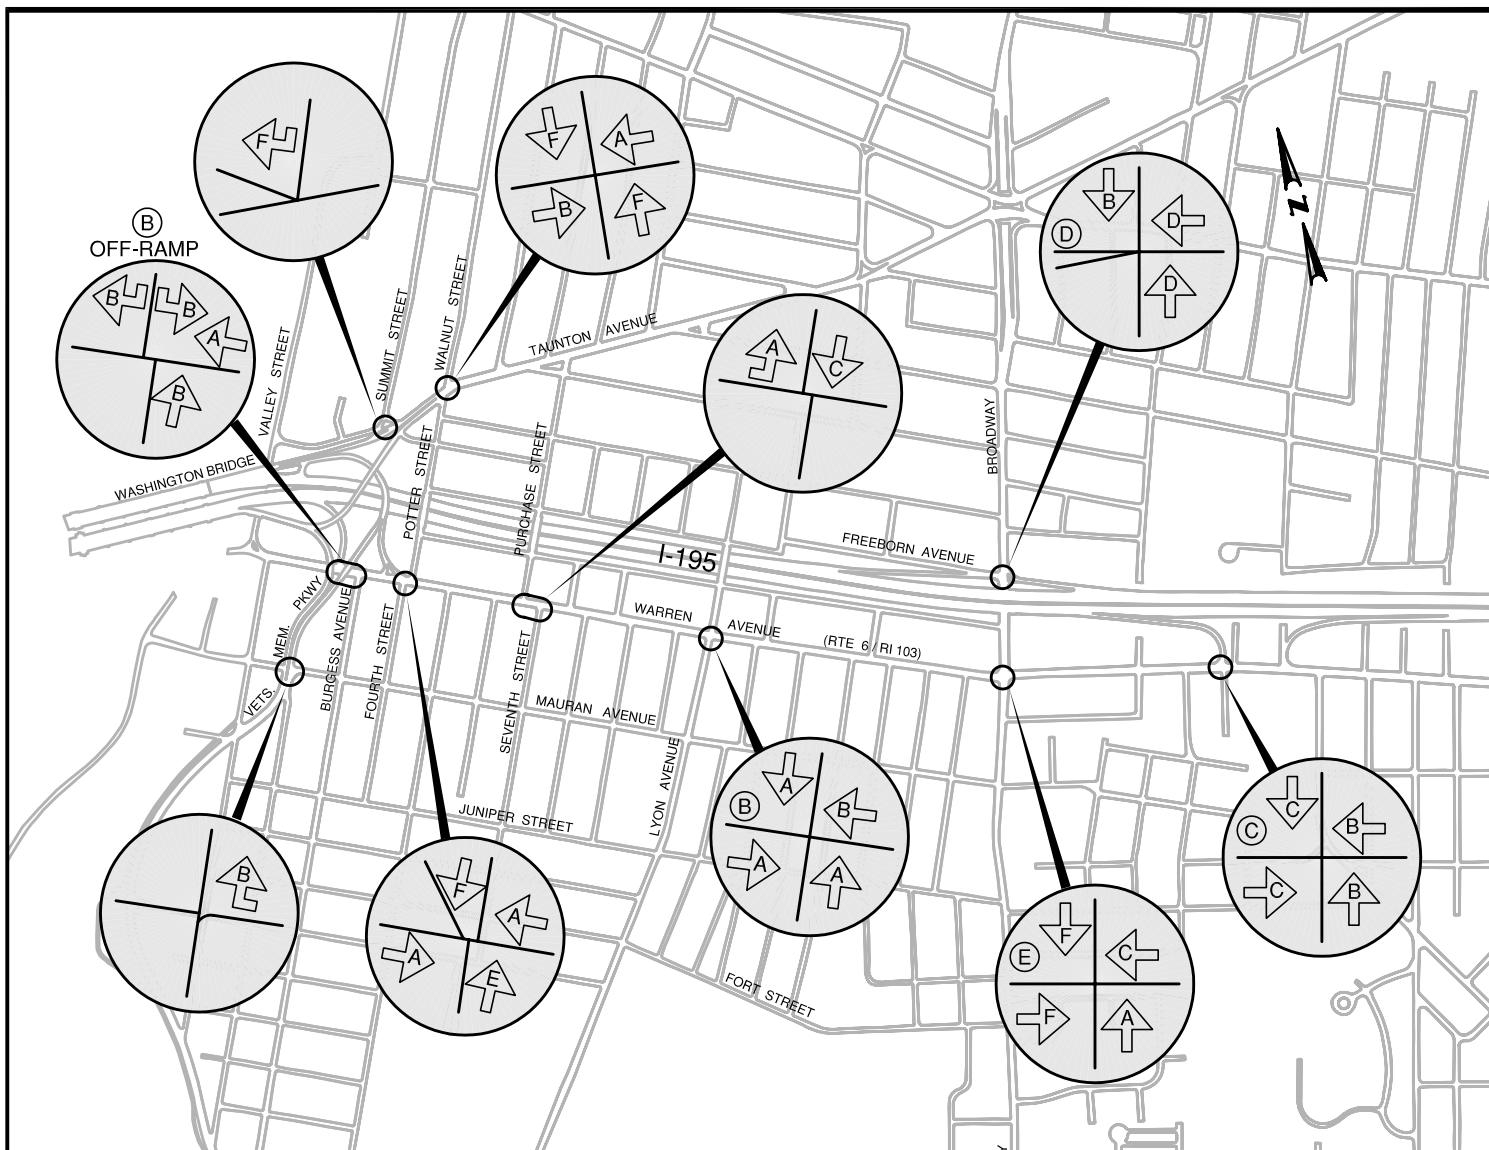 F
F
A
B
F
B
OFF-RAMP
B
B
A
B
B
D
D
D
N
VALLEY STREET
SUMMIT STREET
WALNUT STREET
TAUNTON AVENUE
A
C
WASHINGTON BRIDGE
POTTER STREET
PURCHASE STREET
BROADWAY
I-195
FREEBORN AVENUE
VETS. MEM. PKWY
BURGESS AVENUE
FOURTH STREET
SEVENTH STREET
WARREN AVENUE (RTE 6 / RI 103)
MAURAN AVENUE
LYON AVENUE
JUNIPER STREET
FORT STREET
B
F
A
A
E
A
B
B
A
A
F
E
C
F
A
C
B
C
C
B
Y